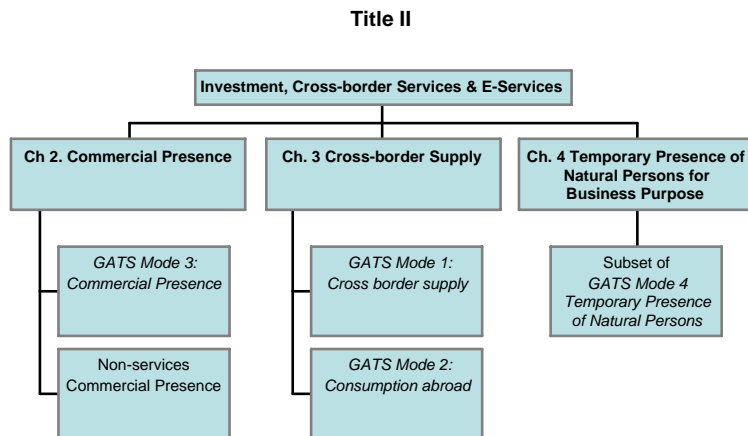 Title II
Investment, Cross-border Services & E-Services
Ch 2. Commercial Presence
Ch. 3 Cross-border Supply
Ch. 4 Temporary Presence of
Natural Persons for
Business Purpose
GATS Mode 3:
Commercial Presence
GATS Mode 1:
Cross border supply
Subset of
GATS Mode 4
Temporary Presence
of Natural Persons
Non-services
Commercial Presence
GATS Mode 2:
Consumption abroad